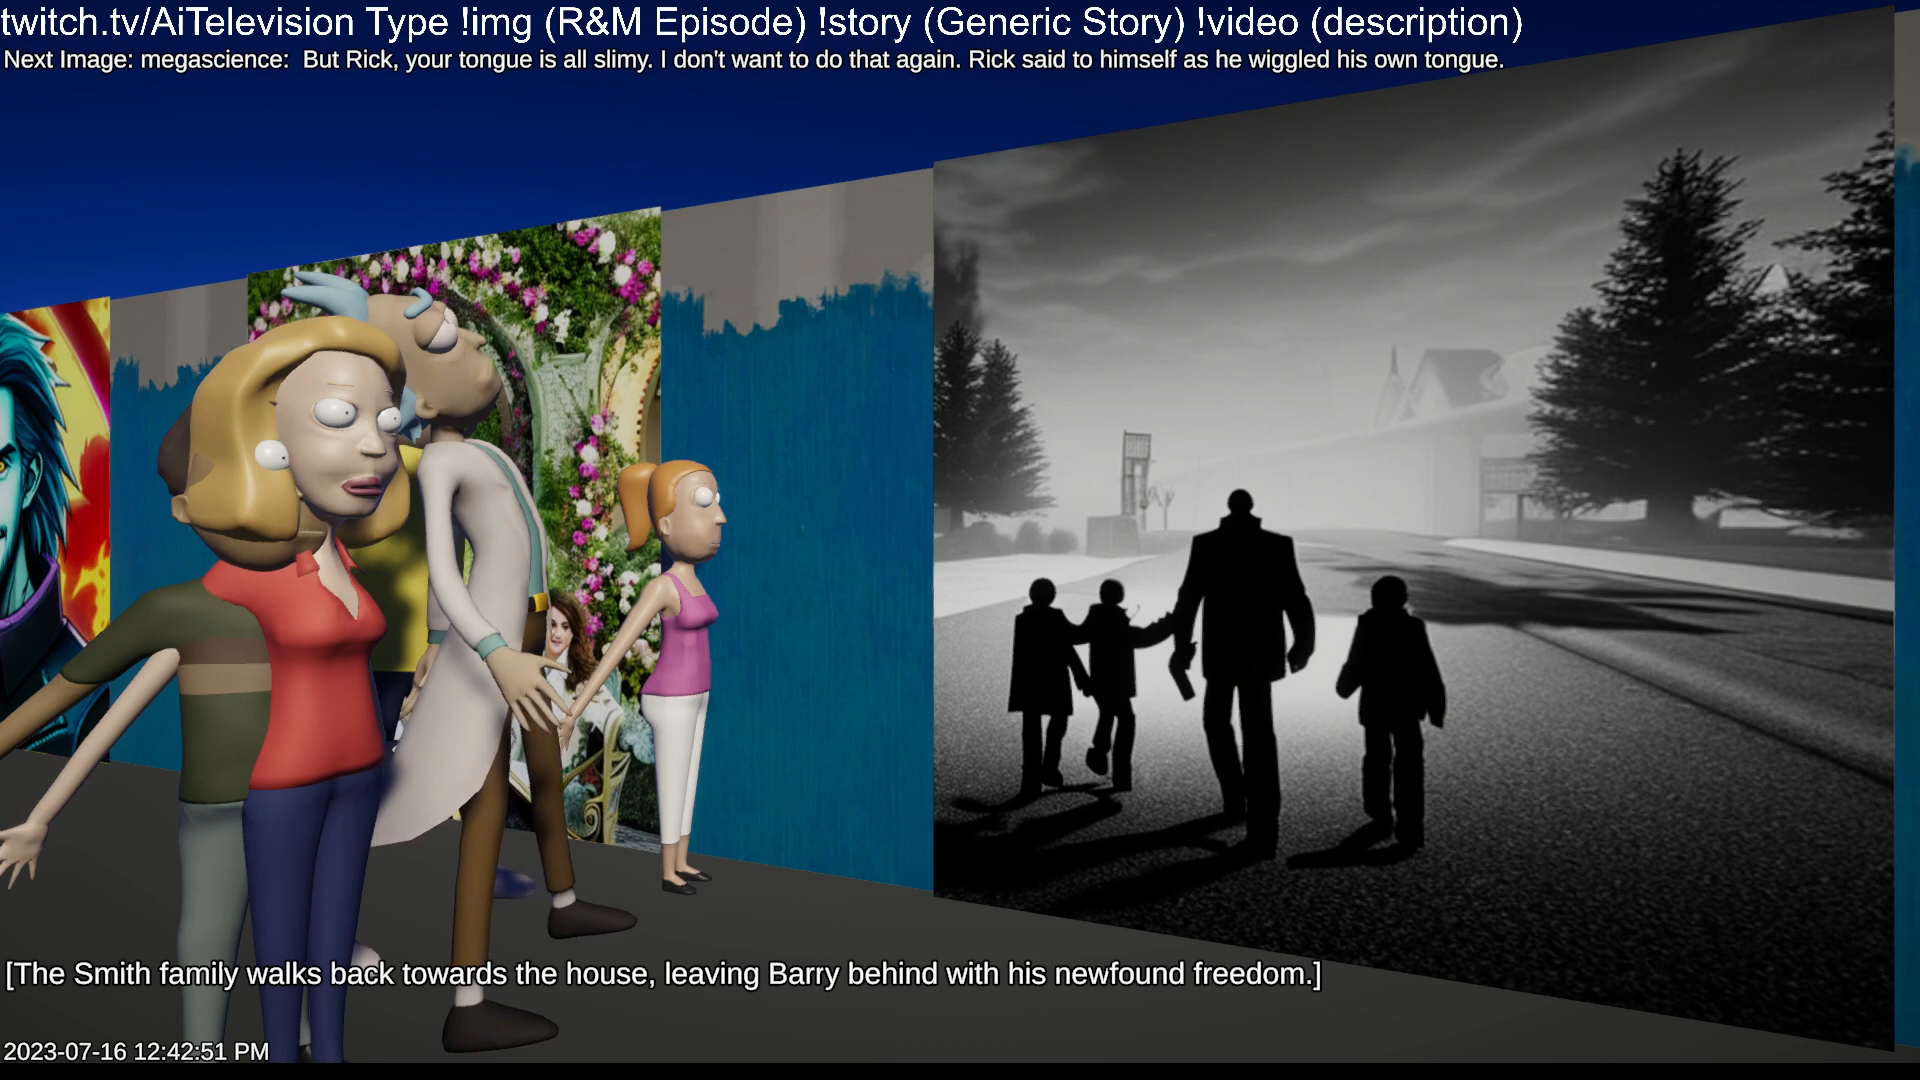 twitch.tv/AiTelevision Type !img (R&M Episode) !story (Generic Story) !video (description)
Next Image: megascience:  But Rick, your tongue is all slimy. I don't want to do that again. Rick said to himself as he wiggled his own tongue.
[The Smith family walks back towards the house, leaving Barry behind with his newfound freedom.]
2023-07-16 12:42:51 PM